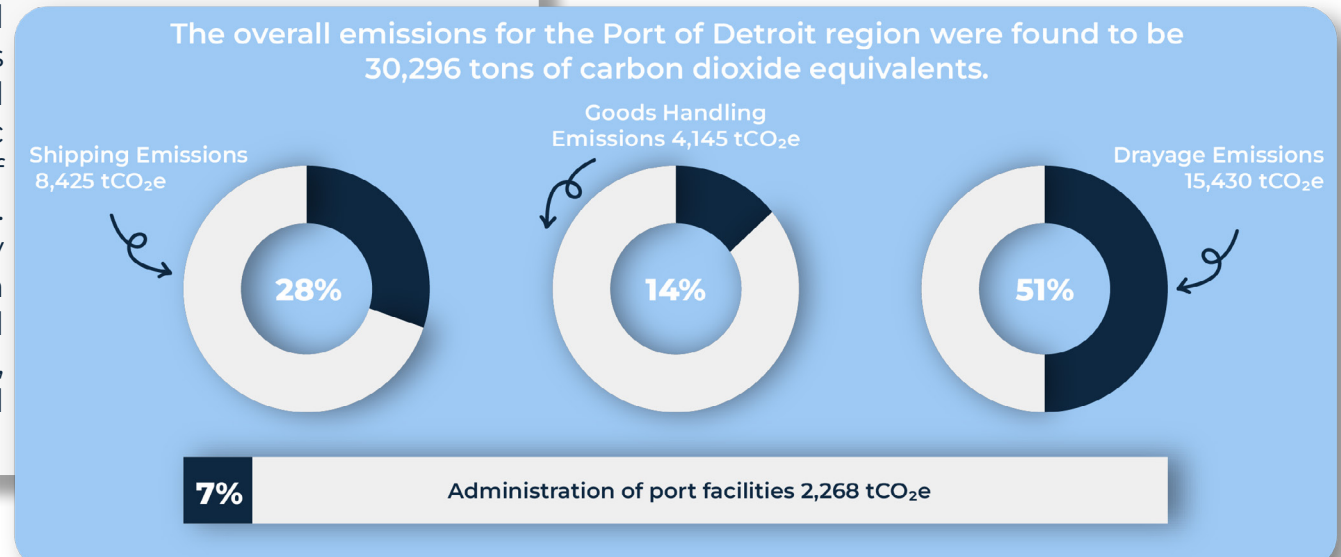 The overall emissions for the Port of Detroit region were found to be
30,296 tons of carbon dioxide equivalents.
Goods Handling
Emissions 4,145 tCO₂e
Shipping Emissions
8,425 tCO₂e
Drayage Emissions
15,430 tCO₂e
28%
14%
51%
7%
Administration of port facilities 2,268 tCO₂e